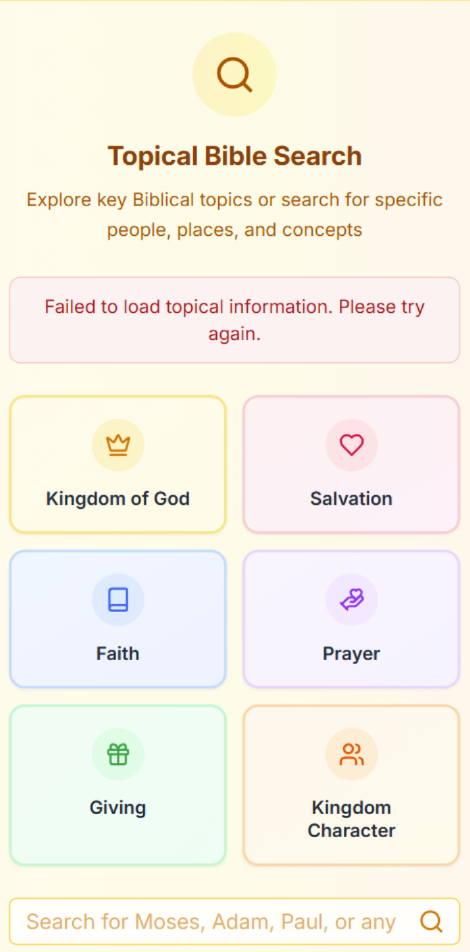 Topical Bible Search
Explore key Biblical topics or search for specific
people, places, and concepts
Failed to load topical information. Please try
again.
Kingdom of God
Salvation
Faith
Prayer
Giving
Kingdom
Character
Search for Moses, Adam, Paul, or any